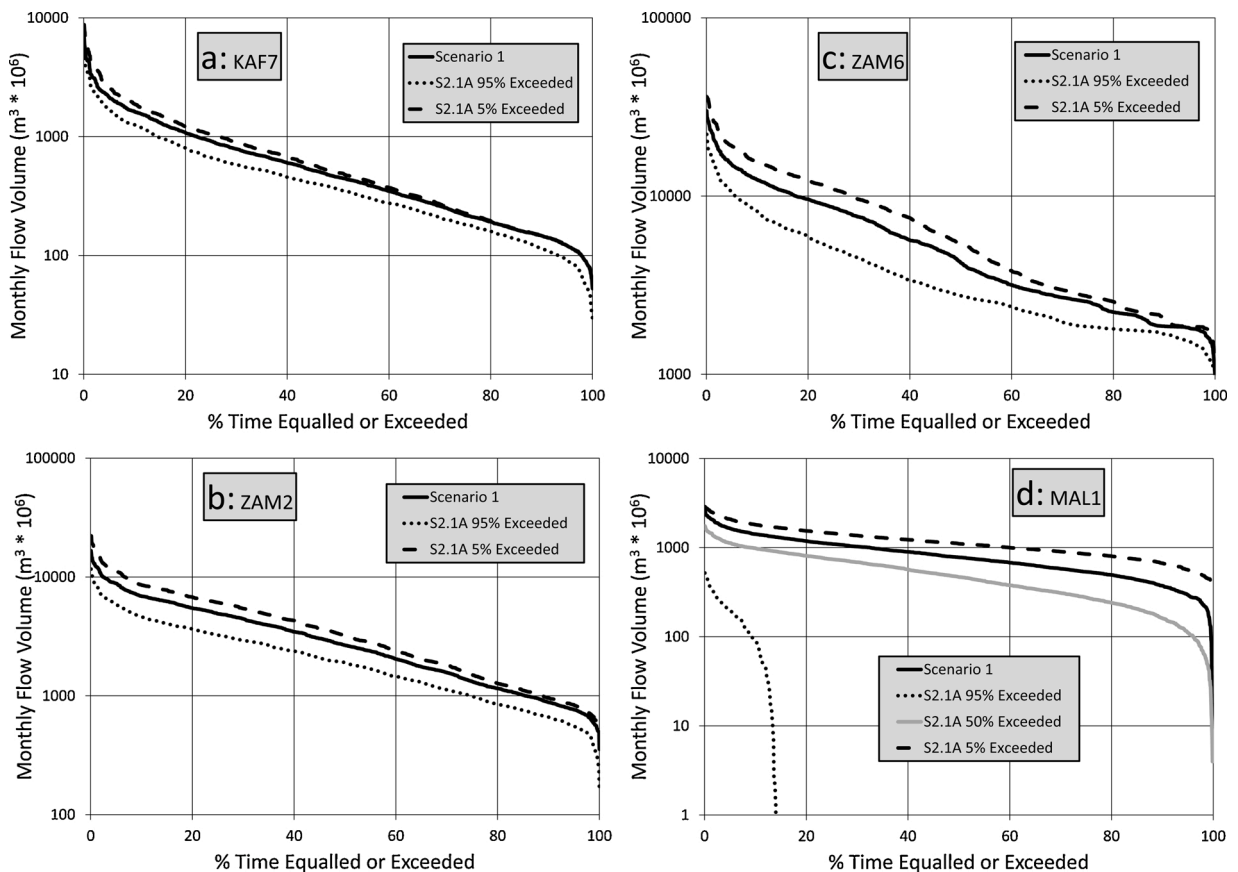 a: KAF7
Monthly Flow Volume (m³ * 10⁶)
10000
1000
100
10
Scenario 1
S2.1A 95% Exceeded
S2.1A 5% Exceeded
0 20 40 60 80 100
% Time Equalled or Exceeded
c: ZAM6
Monthly Flow Volume (m³ * 10⁶)
100000
10000
1000
Scenario 1
S2.1A 95% Exceeded
S2.1A 5% Exceeded
0 20 40 60 80 100
% Time Equalled or Exceeded
b: ZAM2
Monthly Flow Volume (m³ * 10⁶)
100000
10000
1000
100
Scenario 1
S2.1A 95% Exceeded
S2.1A 5% Exceeded
0 20 40 60 80 100
% Time Equalled or Exceeded
d: MAL1
Monthly Flow Volume (m³ * 10⁶)
10000
1000
100
10
1
Scenario 1
S2.1A 95% Exceeded
S2.1A 50% Exceeded
S2.1A 5% Exceeded
0 20 40 60 80 100
% Time Equalled or Exceeded